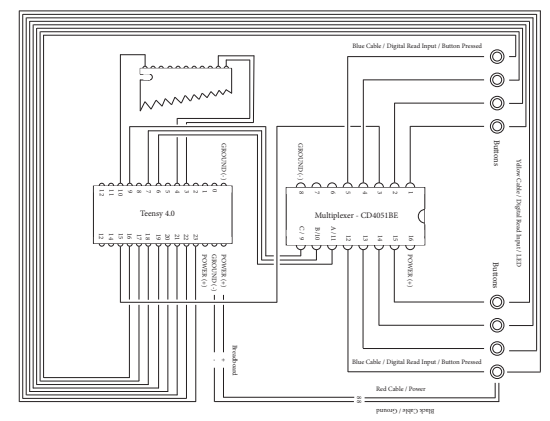 Blue Cable / Digital Read Input / Button Pressed
Buttons
Yellow Cable / Digital Read Input / LED
GROUND (-)
12 11 10 9 8 7 6 5 4 3 2 1 0
Teensy 4.0
12 14 15 16 17 18 19 20 21 22 23
POWER (+)
GROUND (-)
POWER (+)
GROUND (-)
8 7 6 5 4 3 2 1
Multiplexer - CD4051BE
C / 9 B /10 A / 11 12 13 14 15 16
POWER (+)
Buttons
Breadboard
- +
Blue Cable / Digital Read Input / Button Pressed
Red Cable / Power
Black Cable / Ground